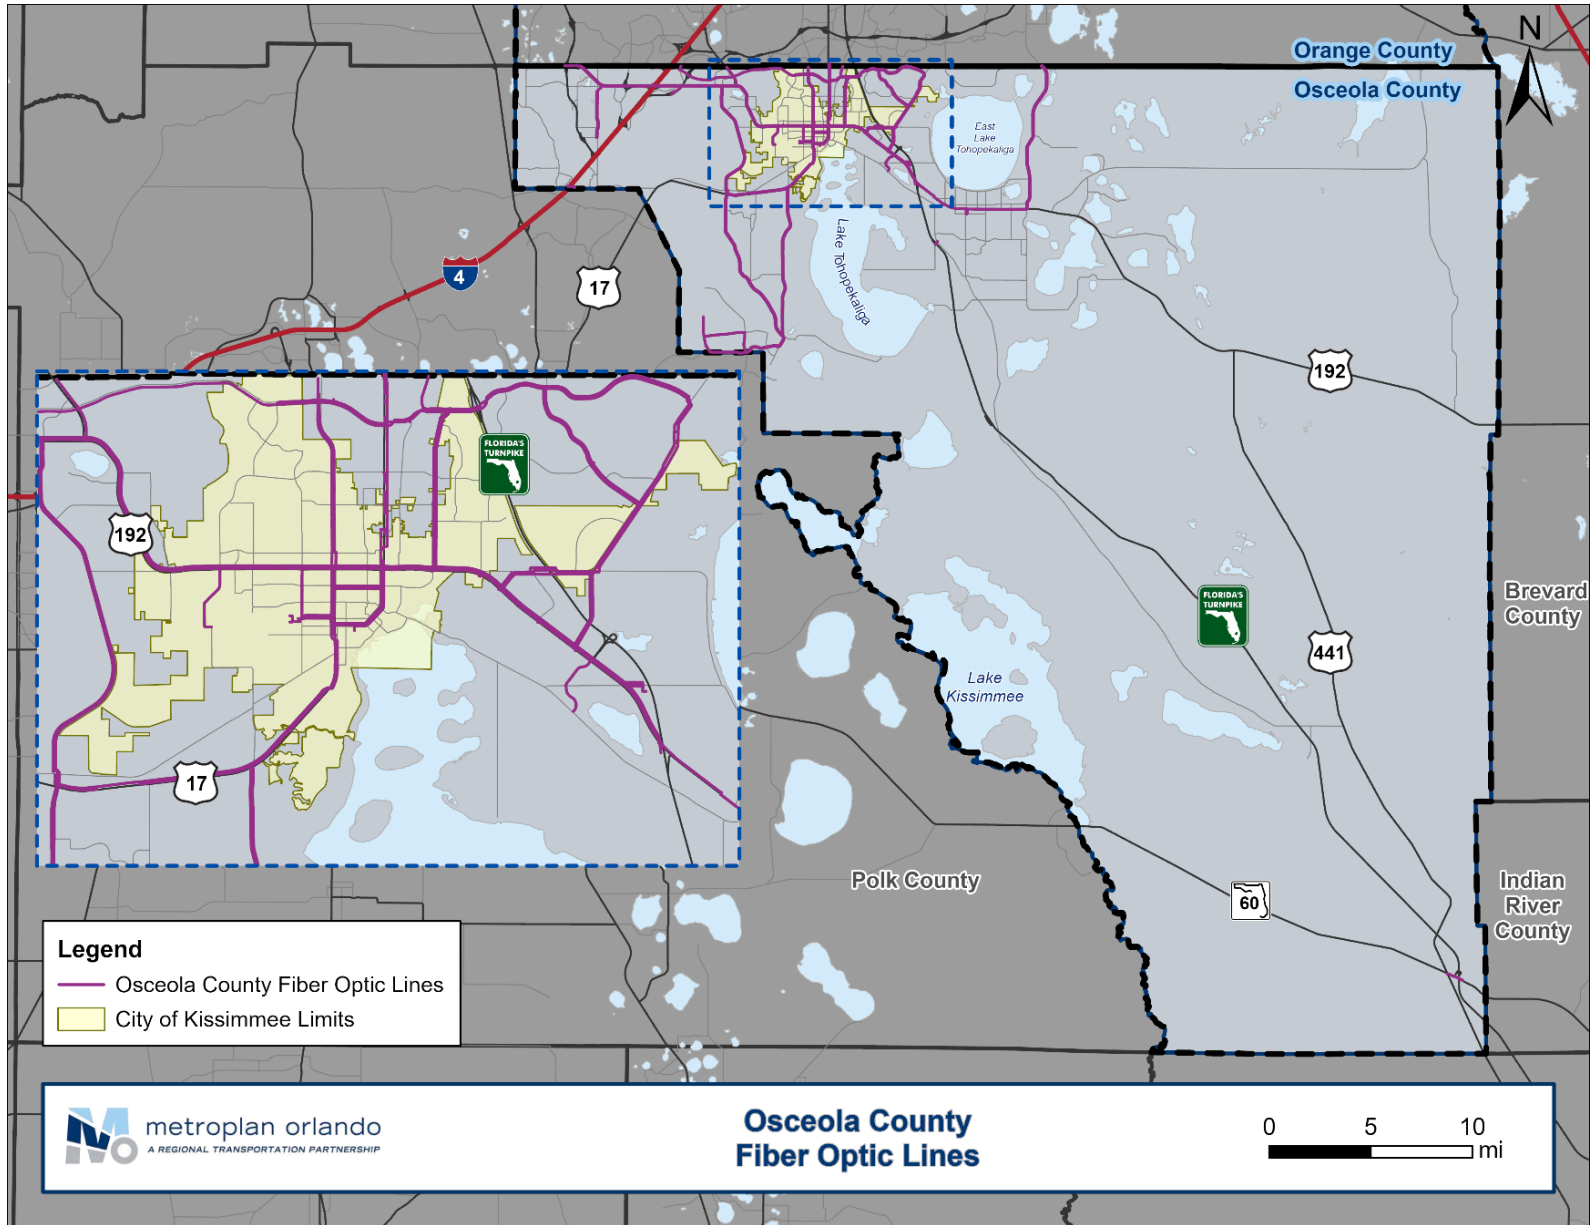 N
Orange County
Osceola County
East
Lake
Tohopekaliga
Lake Tohopekaliga
4
17
192
FLORIDA'S
TURNPIKE
192
17
FLORIDA'S
TURNPIKE
441
Brevard
County
Lake
Kissimmee
Polk County
60
Indian
River
County
Legend
Osceola County Fiber Optic Lines
City of Kissimmee Limits
metroplan orlando
A REGIONAL TRANSPORTATION PARTNERSHIP
Osceola County
Fiber Optic Lines
0 5 10
mi